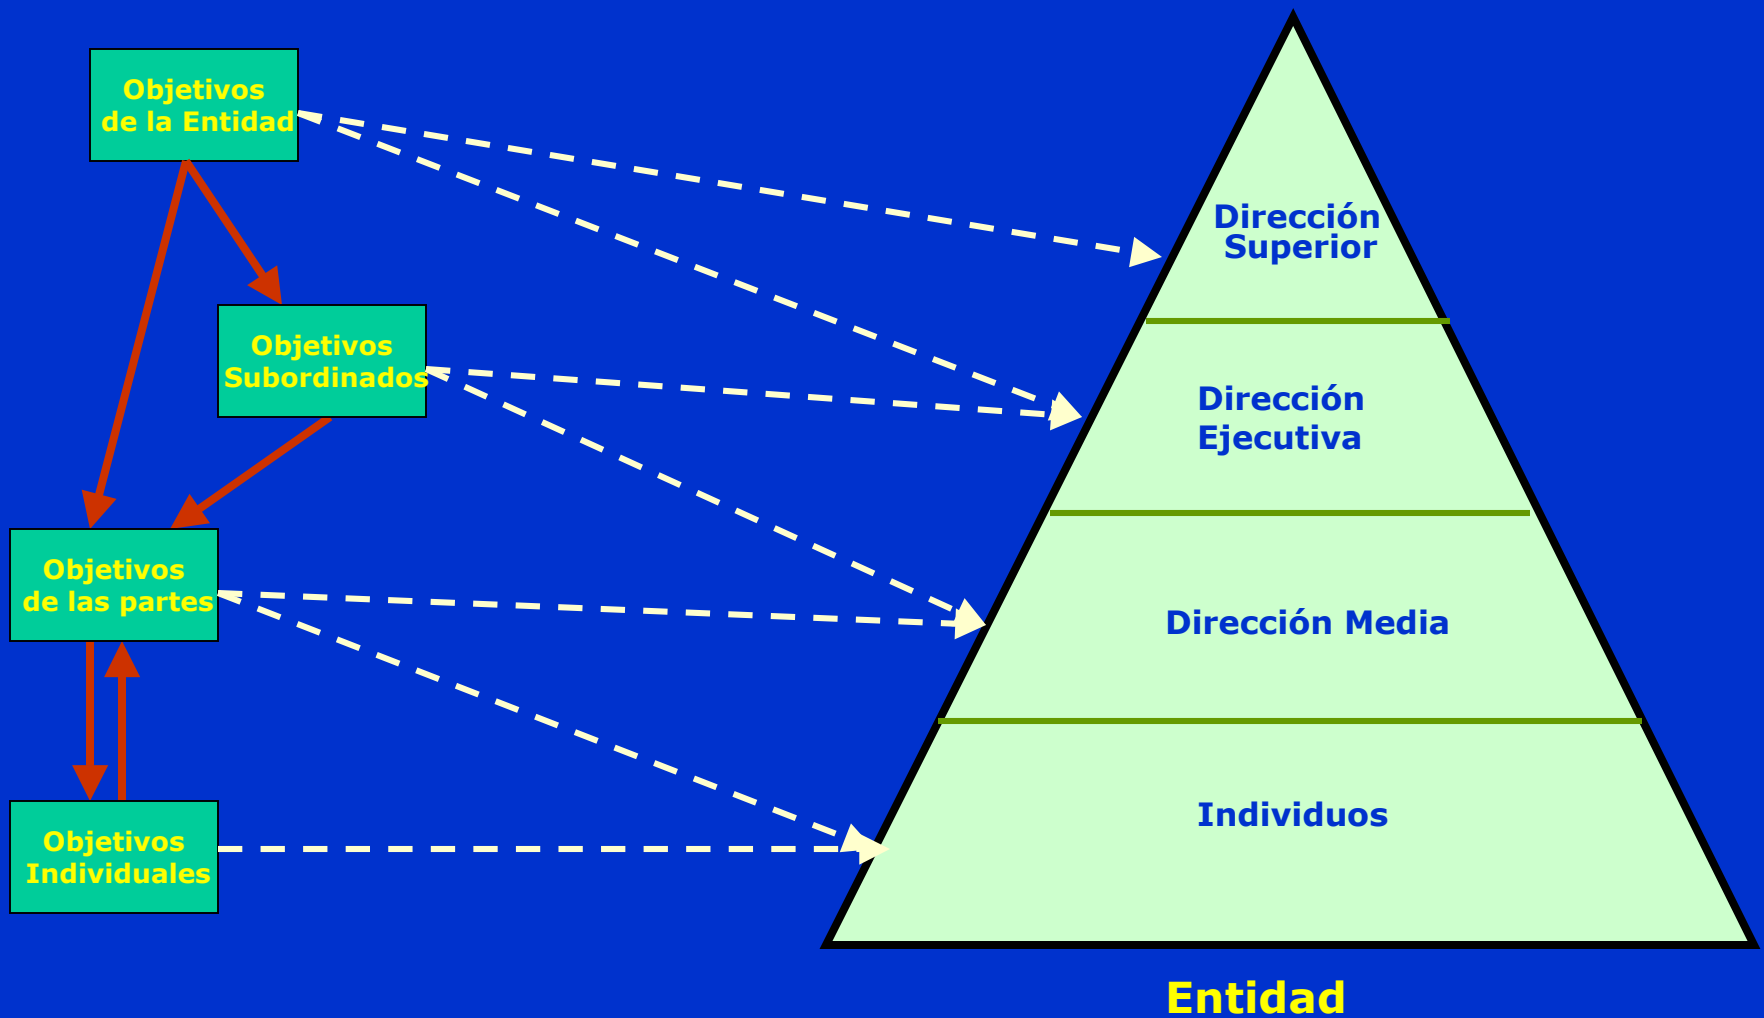 Objetivos
de la Entidad
Objetivos
Subordinados
Objetivos
de las partes
Objetivos
Individuales
Dirección
Superior
Dirección
Ejecutiva
Dirección Media
Individuos
Entidad